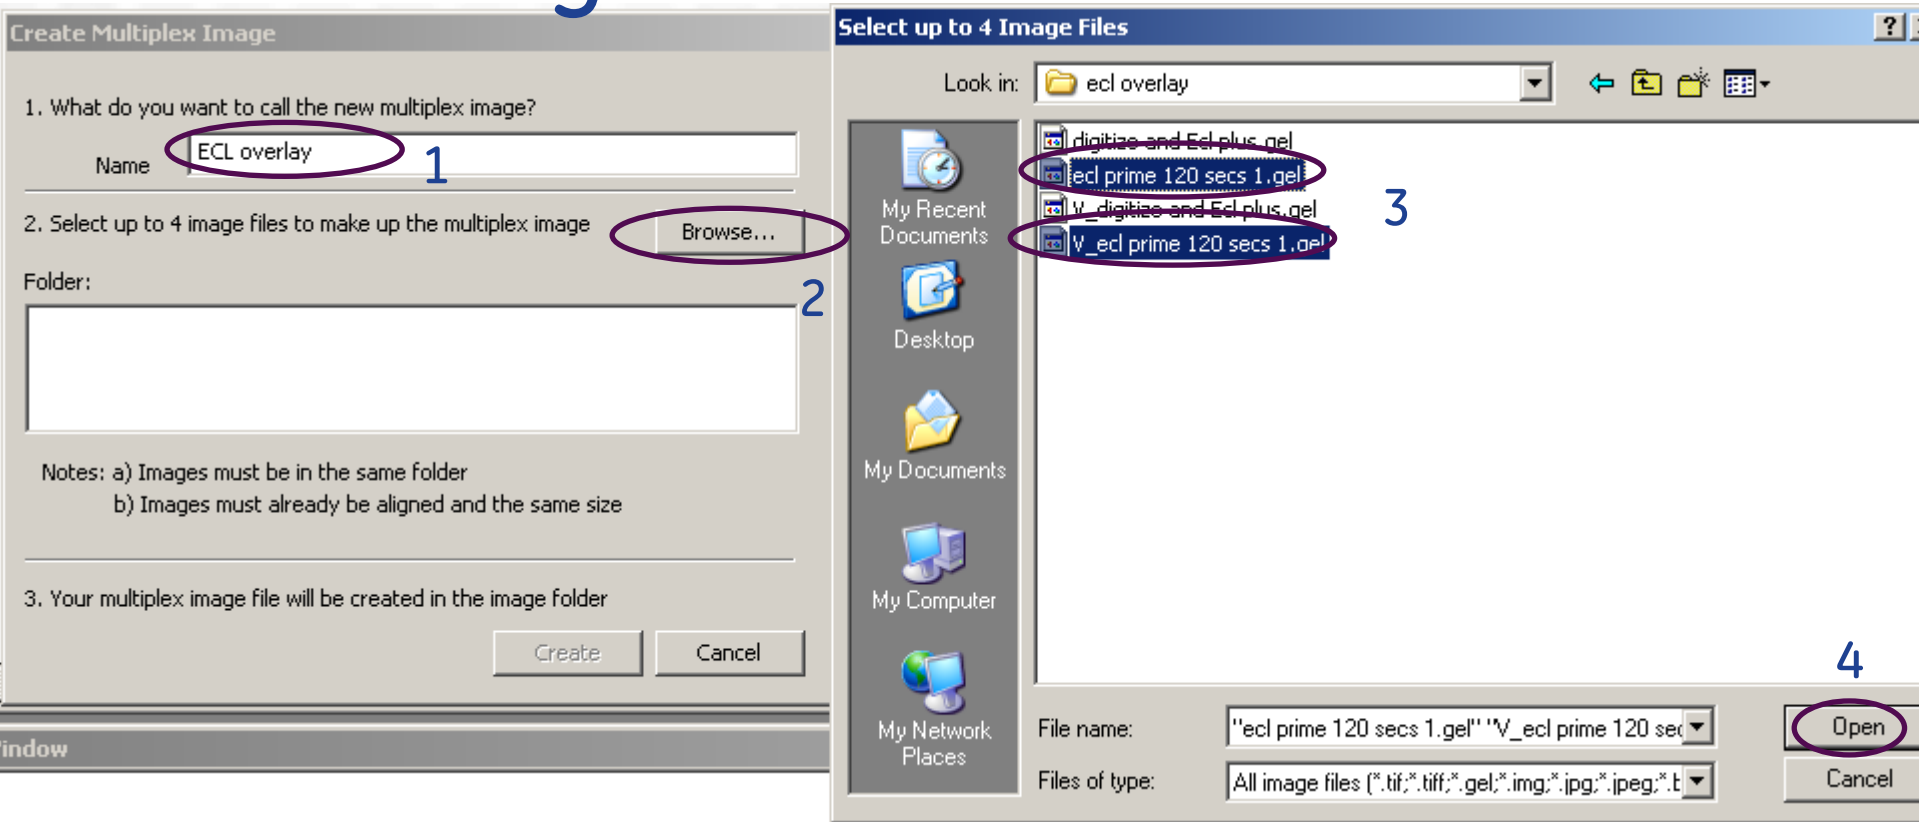 Create Multiplex Image
1. What do you want to call the new multiplex image?
Name ECL overlay
1
2. Select up to 4 image files to make up the multiplex image Browse...
2
Folder:
Notes: a) Images must be in the same folder
b) Images must already be aligned and the same size
3. Your multiplex image file will be created in the image folder
Create Cancel
Select up to 4 Image Files
Look in: ecl overlay
digitize and Ecl plus.gel
ecl prime 120 secs 1.gel
V_digitize and Ecl plus.gel
V_ecl prime 120 secs 1.gel
3
My Recent
Documents
Desktop
My Documents
My Computer
My Network
Places
4
File name: "ecl prime 120 secs 1.gel" "V_ecl prime 120 sec
Open
Files of type: All image files (*.tif;*.tiff;*.gel;*.img;*.jpg;*.jpeg;*.b
Cancel